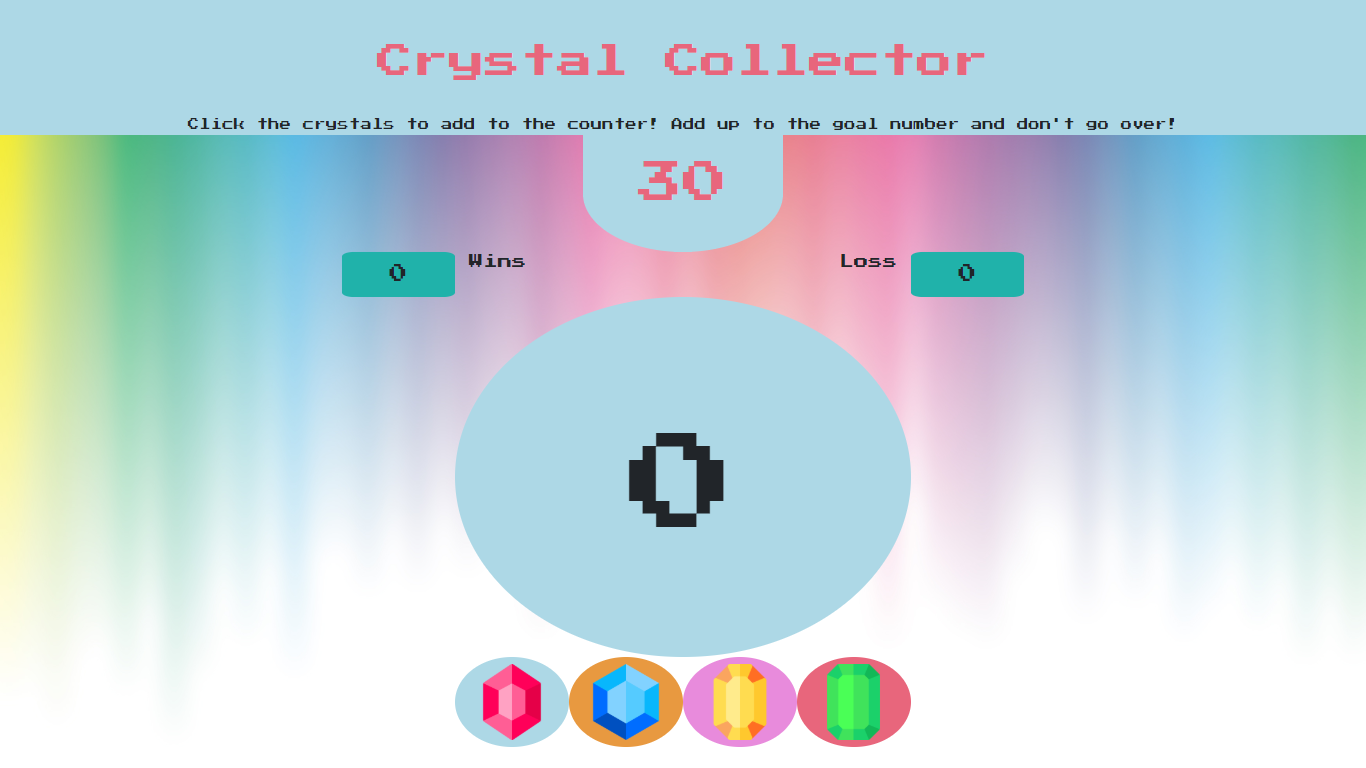 Crystal Collector
Click the crystals to add to the counter! Add up to the goal number and don't go over!
30
0 Wins Loss 0
0